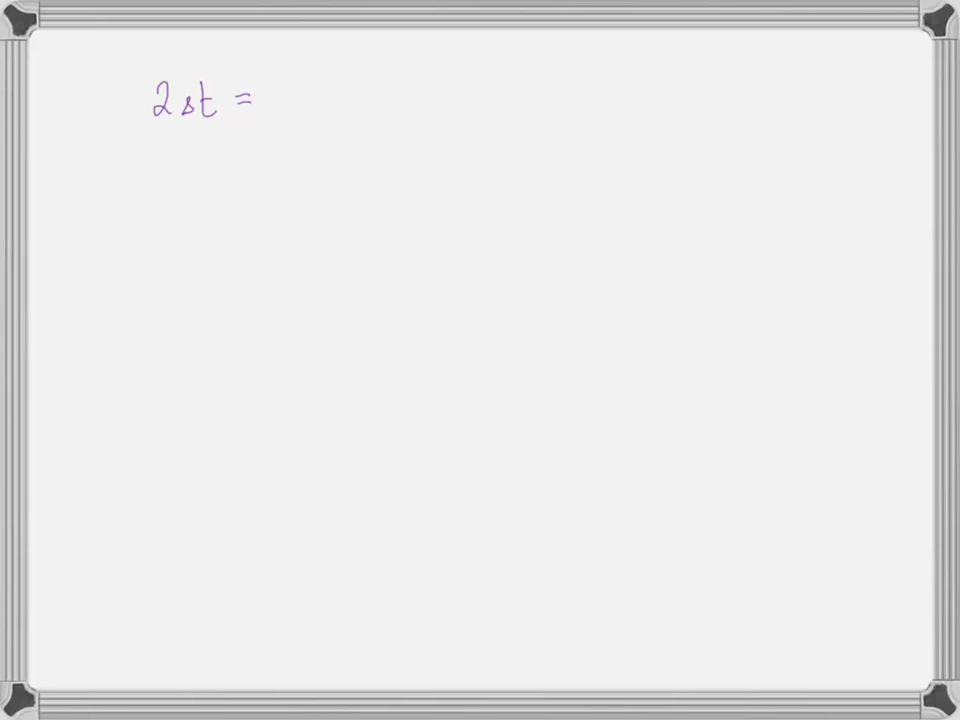 2st =